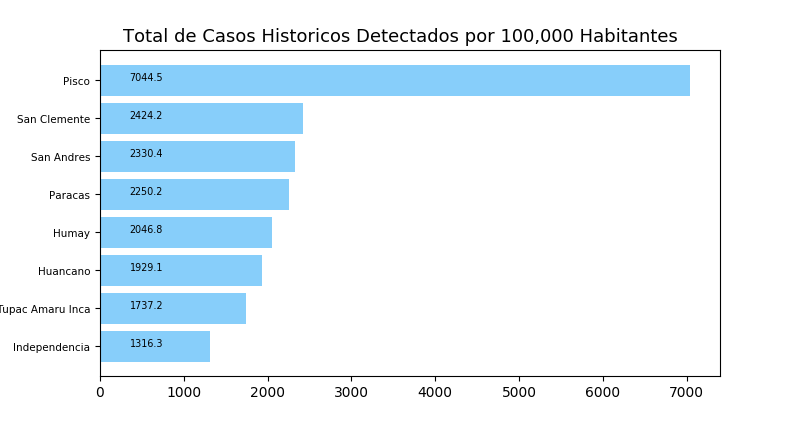 Total de Casos Historicos Detectados por 100,000 Habitantes
Pisco 7044.5
San Clemente 2424.2
San Andres 2330.4
Paracas 2250.2
Humay 2046.8
Huancano 1929.1
Tupac Amaru Inca 1737.2
Independencia 1316.3
0 1000 2000 3000 4000 5000 6000 7000